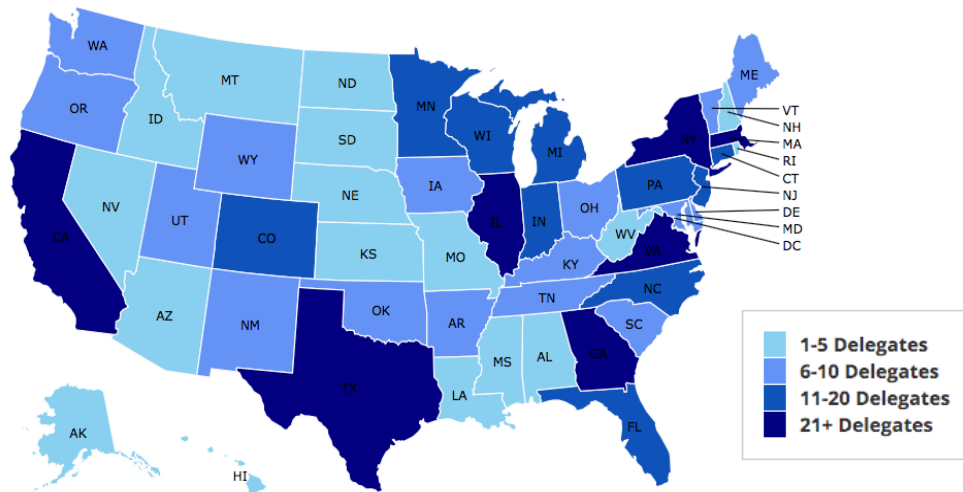 WA
OR
ID
MT
ND
SD
NE
WY
NV
UT
CO
KS
CA
AZ
NM
OK
TX
MN
IA
MO
AR
LA
WI
IL
MI
IN
OH
KY
TN
MS
AL
GA
FL
SC
NC
VA
WV
PA
NY
ME
VT
NH
MA
RI
CT
NJ
DE
MD
DC
AK
HI
1-5 Delegates
6-10 Delegates
11-20 Delegates
21+ Delegates